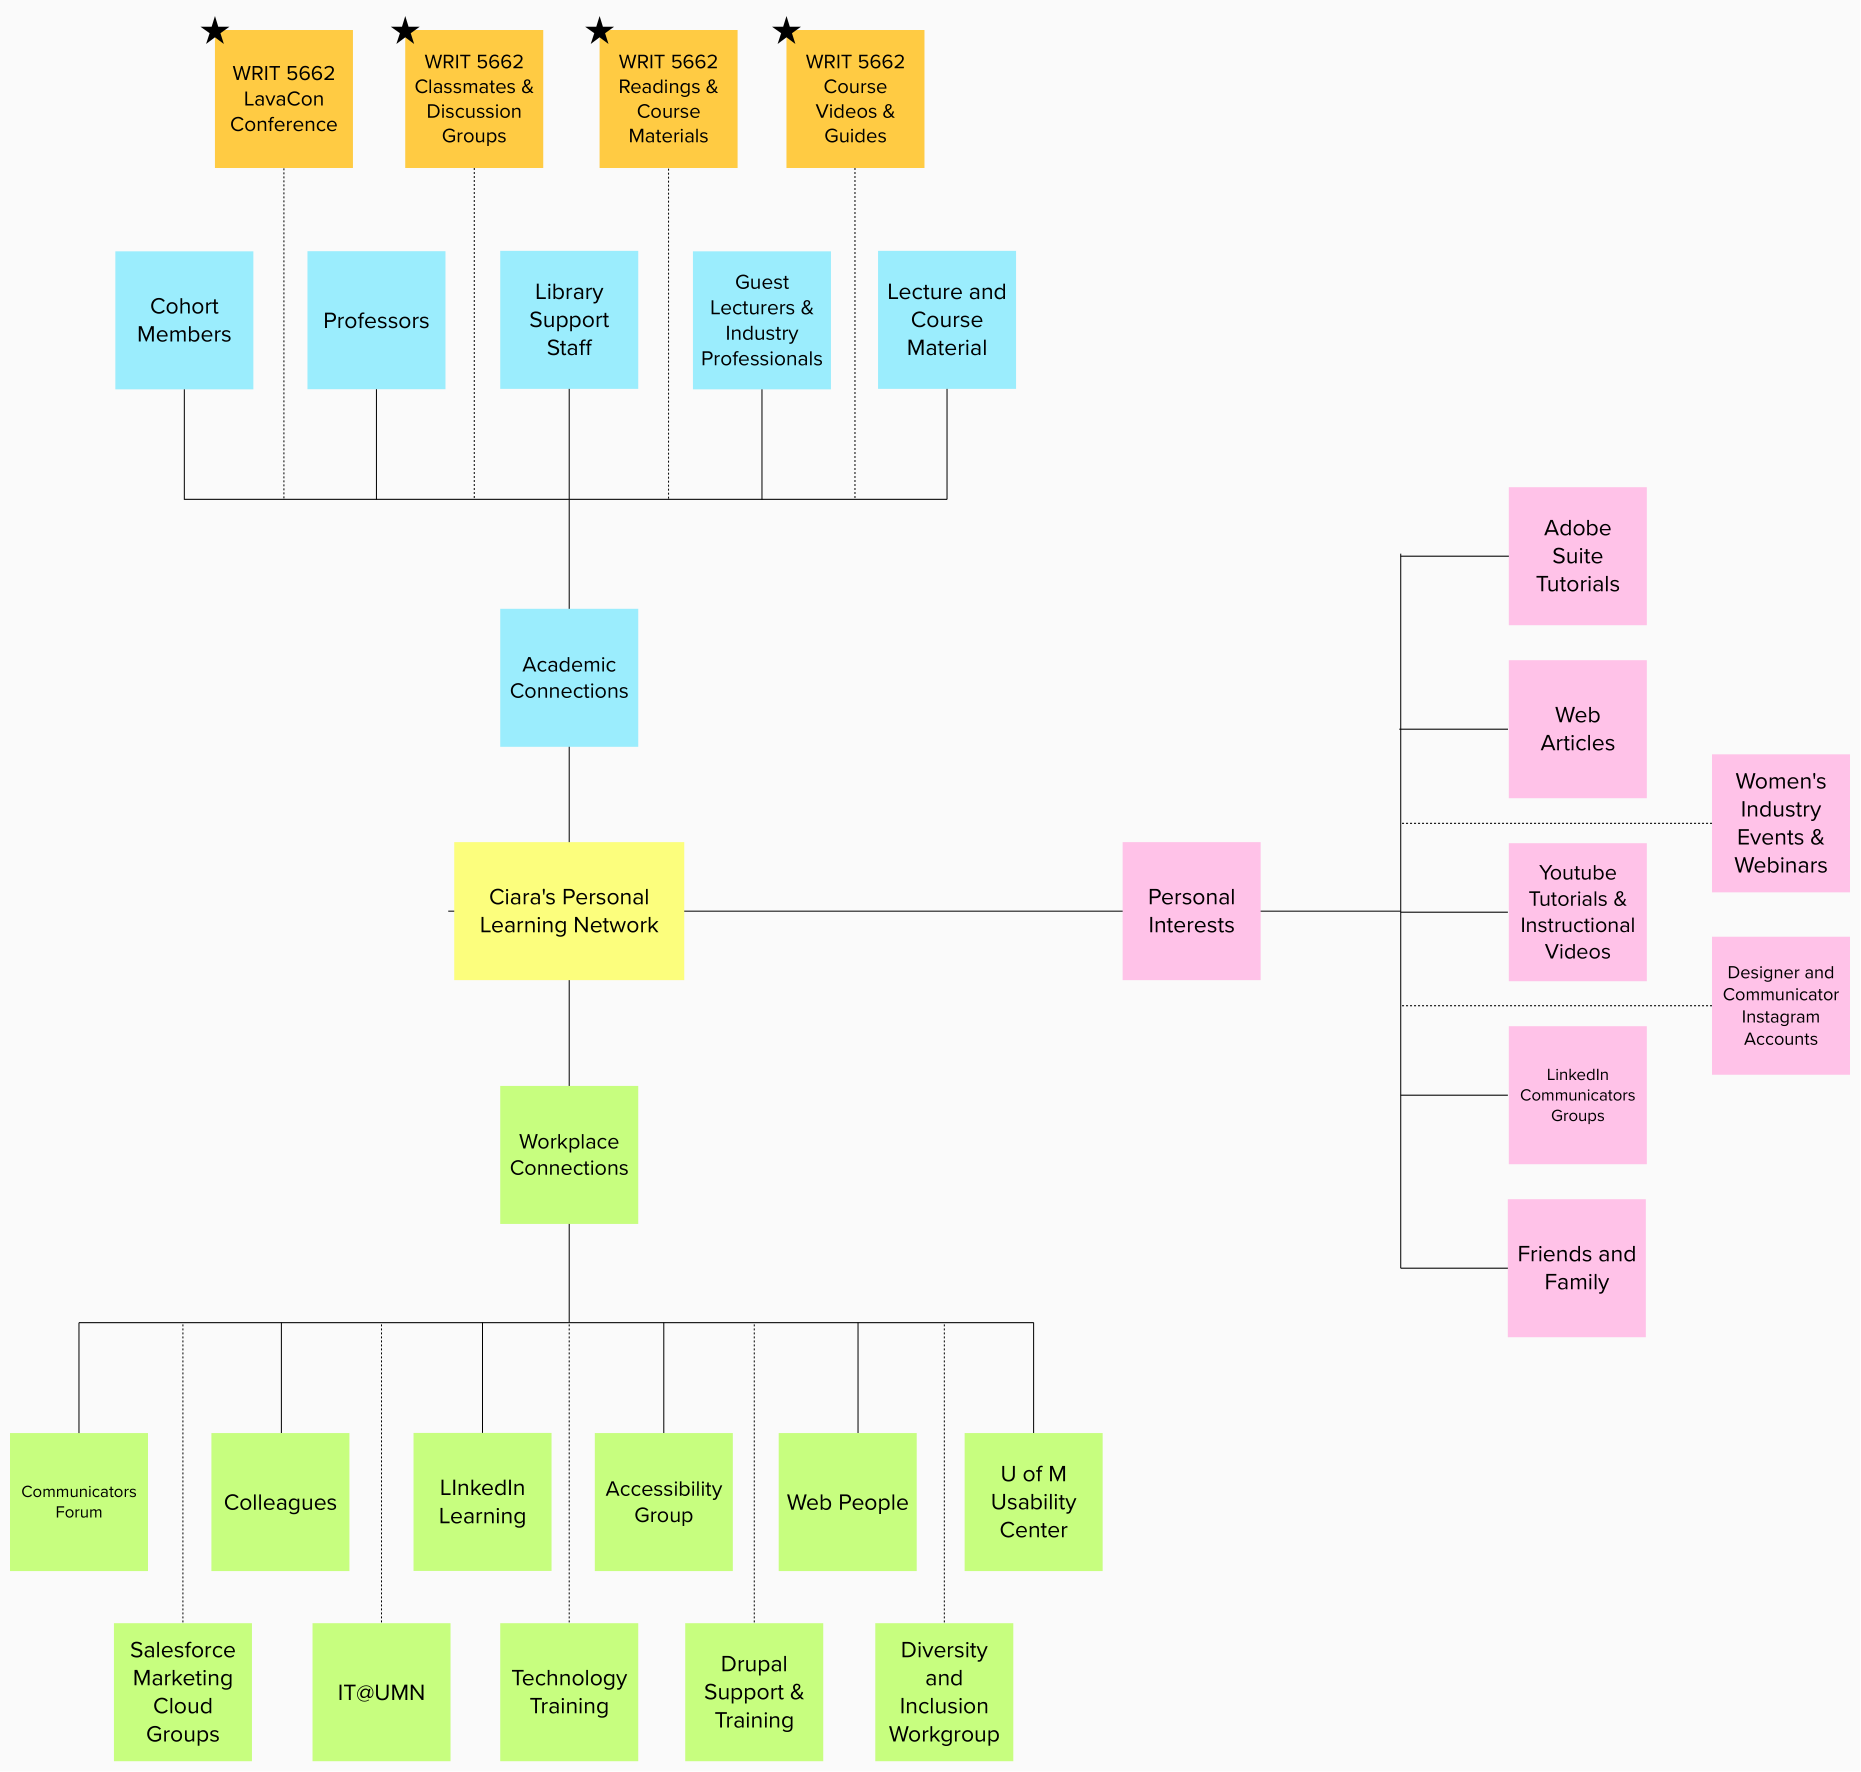 WRIT 5662
LavaCon
Conference
WRIT 5662
Classmates &
Discussion
Groups
WRIT 5662
Readings &
Course
Materials
WRIT 5662
Course
Videos &
Guides
Cohort
Members
Professors
Library
Support
Staff
Guest
Lecturers &
Industry
Professionals
Lecture and
Course
Material
Academic
Connections
Ciara's Personal
Learning Network
Personal
Interests
Adobe
Suite
Tutorials
Web
Articles
Women's
Industry
Events &
Webinars
Youtube
Tutorials &
Instructional
Videos
Designer and
Communicator
Instagram
Accounts
LinkedIn
Communicators
Groups
Friends and
Family
Workplace
Connections
Communicators
Forum
Colleagues
LInkedIn
Learning
Accessibility
Group
Web People
U of M
Usability
Center
Salesforce
Marketing
Cloud
Groups
IT@UMN
Technology
Training
Drupal
Support &
Training
Diversity
and
Inclusion
Workgroup